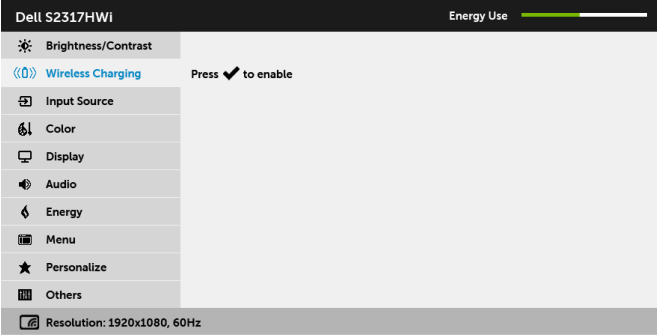 Dell S2317HWi Energy Use
Brightness/Contrast
Wireless Charging Press ✔ to enable
Input Source
Color
Display
Audio
Energy
Menu
Personalize
Others
Resolution: 1920x1080, 60Hz